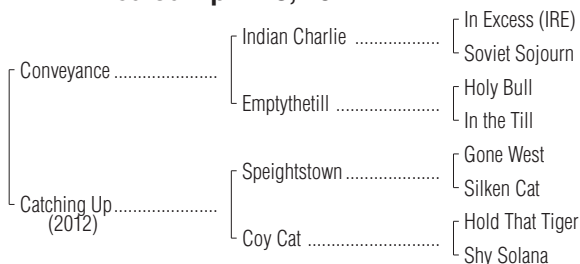 In Excess (IRE)
Indian Charlie ....................
Soviet Sojourn
Conveyance .........................
Holy Bull
Emptythetill .........................
In the Till
Gone West
Speightstown ......................
Silken Cat
Catching Up .........................
(2012)
Hold That Tiger
Coy Cat ................................
Shy Solana